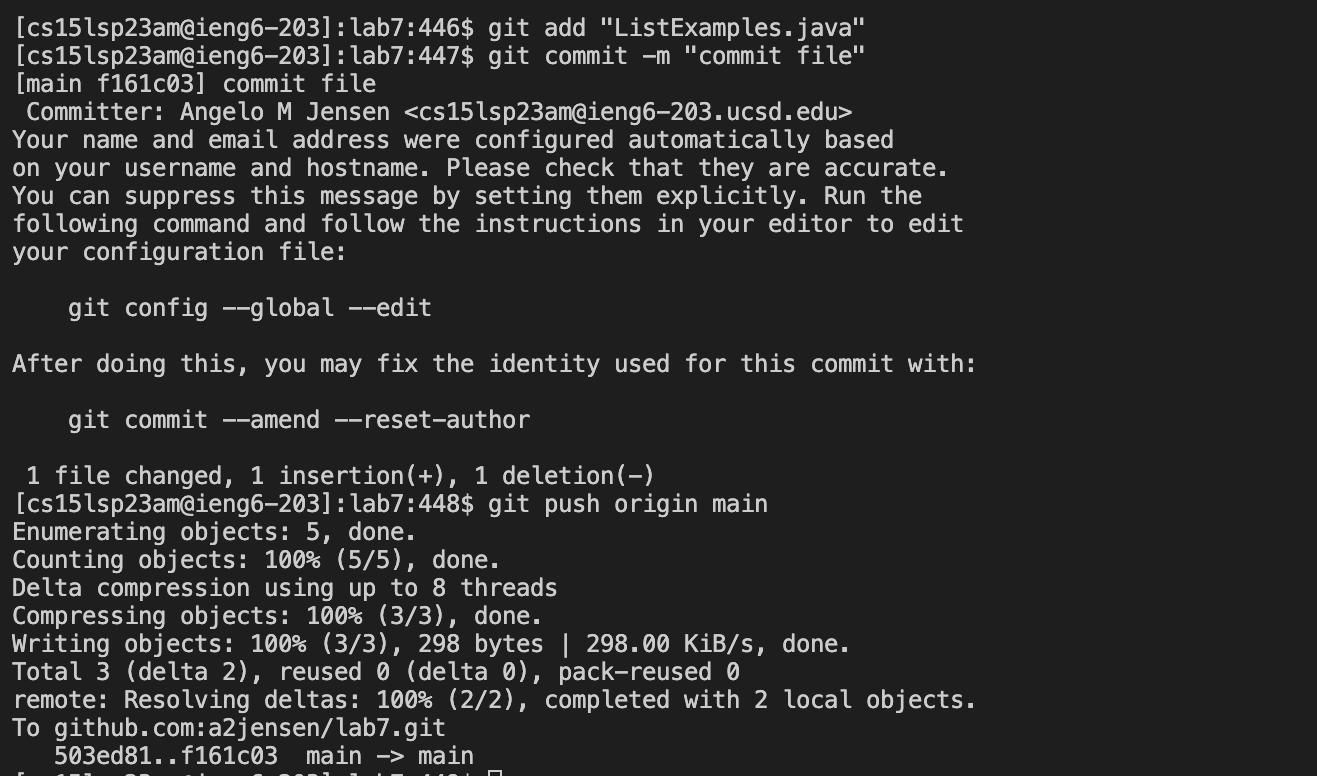 [cs15lsp23am@ieng6-203]:lab7:446$ git add "ListExamples.java"
[cs15lsp23am@ieng6-203]:lab7:447$ git commit -m "commit file"
[main f161c03] commit file
 Committer: Angelo M Jensen <cs15lsp23am@ieng6-203.ucsd.edu>
Your name and email address were configured automatically based
on your username and hostname. Please check that they are accurate.
You can suppress this message by setting them explicitly. Run the
following command and follow the instructions in your editor to edit
your configuration file:

    git config --global --edit

After doing this, you may fix the identity used for this commit with:

    git commit --amend --reset-author

 1 file changed, 1 insertion(+), 1 deletion(-)
[cs15lsp23am@ieng6-203]:lab7:448$ git push origin main
Enumerating objects: 5, done.
Counting objects: 100% (5/5), done.
Delta compression using up to 8 threads
Compressing objects: 100% (3/3), done.
Writing objects: 100% (3/3), 298 bytes | 298.00 KiB/s, done.
Total 3 (delta 2), reused 0 (delta 0), pack-reused 0
remote: Resolving deltas: 100% (2/2), completed with 2 local objects.
To github.com:a2jensen/lab7.git
   503ed81..f161c03  main -> main